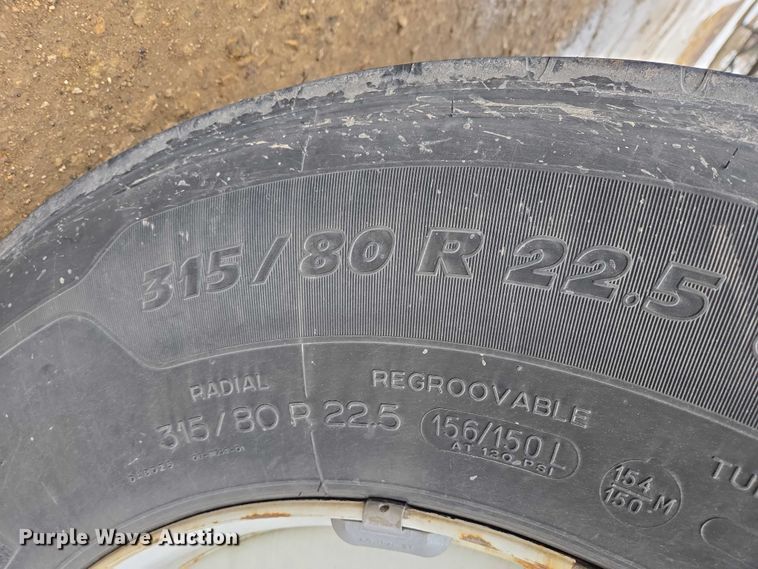 315/80 R 22.5
RADIAL
REGROOVABLE
315/80 R 22.5
156/150 L
AT 120 PSI
154
150 M
Purple Wave Auction